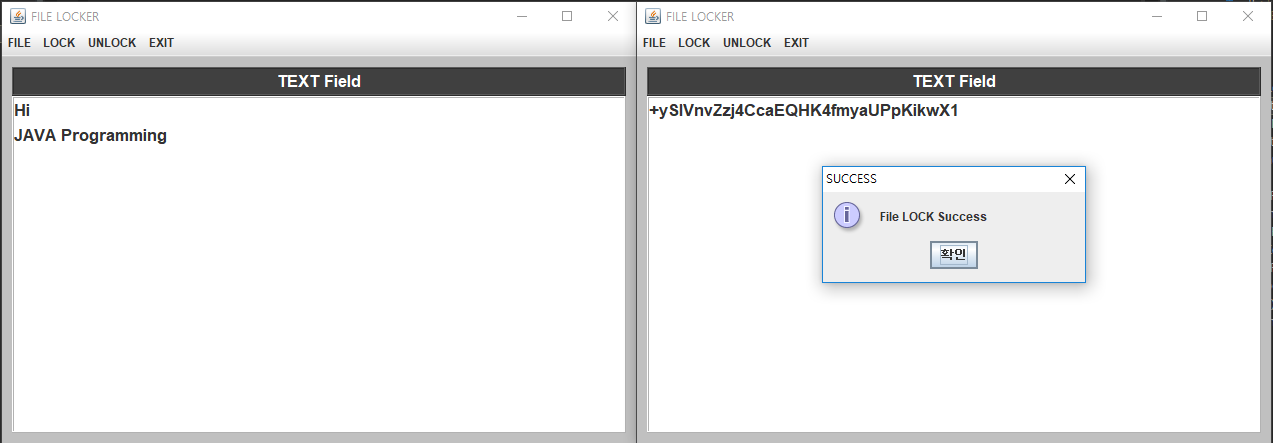 FILE LOCKER
FILE LOCK UNLOCK EXIT
TEXT Field
Hi
JAVA Programming
FILE LOCKER
FILE LOCK UNLOCK EXIT
TEXT Field
+ySlVnvZzj4CcaEQHK4fmyaUPpKikwX1
SUCCESS
File LOCK Success
확인